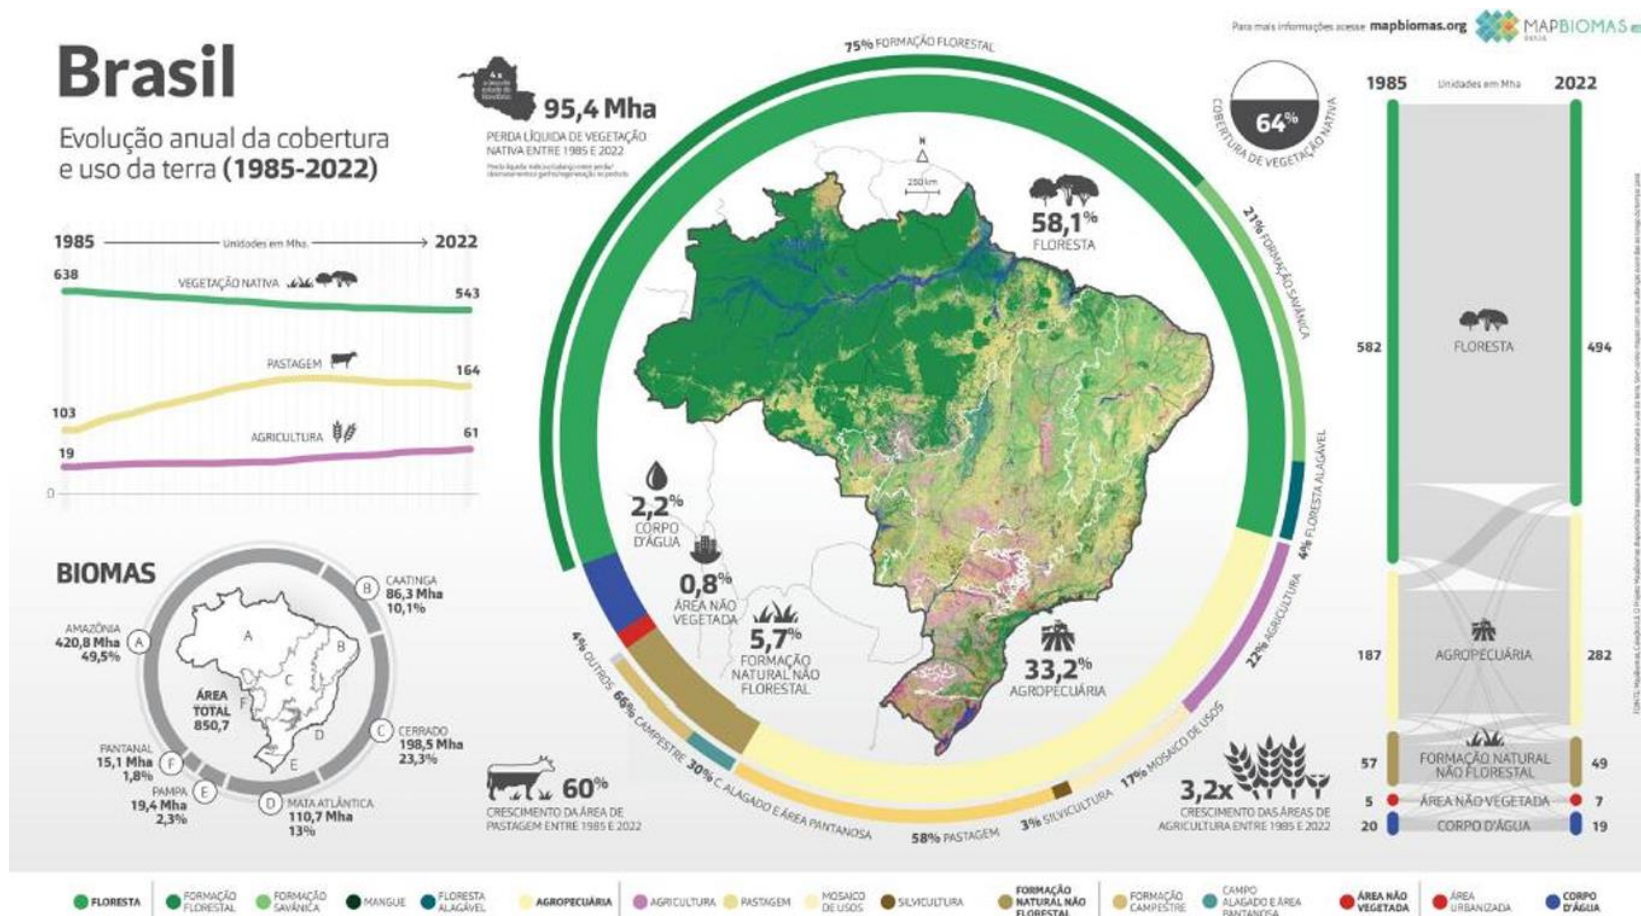 Para mais informações acesse mapbiomas.org
MAPBIOMAS
BRASIL
Brasil
Evolução anual da cobertura
e uso da terra (1985-2022)
4 x
95,4 Mha
PERDA LÍQUIDA DE VEGETAÇÃO
NATIVA ENTRE 1985 E 2022
1985
Unidades em Mha
2022
638
VEGETAÇÃO NATIVA
543
PASTAGEM
164
103
AGRICULTURA
61
19
0
BIOMAS
AMAZÔNIA
420,8 Mha
49,5%
A
B
CAATINGA
86,3 Mha
10,1%
C
CERRADO
198,5 Mha
23,3%
D
MATA ATLÂNTICA
110,7 Mha
13%
E
PAMPA
19,4 Mha
2,3%
F
PANTANAL
15,1 Mha
1,8%
ÁREA
TOTAL
850,7
A
B
C
D
E
F
75% FORMAÇÃO FLORESTAL
21% FORMAÇÃO SAVÂNICA
4% FLORESTA ALAGÁVEL
22% AGRICULTURA
17% MOSAICO DE USOS
3% SILVICULTURA
58% PASTAGEM
30% C ALAGADO E ÁREA PANTANOSA
66% CAMPESTRE
4% OUTROS
N
250 km
58,1%
FLORESTA
2,2%
CORPO
D'ÁGUA
0,8%
ÁREA NÃO
VEGETADA
5,7%
FORMAÇÃO
NATURAL NÃO
FLORESTAL
33,2%
AGROPECUÁRIA
60%
CRESCIMENTO DA ÁREA DE
PASTAGEM ENTRE 1985 E 2022
3,2x
CRESCIMENTO DAS ÁREAS DE
AGRICULTURA ENTRE 1985 E 2022
64%
COBERTURA DE VEGETAÇÃO NATIVA
1985
Unidades em Mha
2022
582
FLORESTA
494
187
AGROPECUÁRIA
282
57
FORMAÇÃO NATURAL
NÃO FLORESTAL
49
5
ÁREA NÃO VEGETADA
7
20
CORPO D'ÁGUA
19
FLORESTA
FORMAÇÃO
FLORESTAL
FORMAÇÃO
SAVÂNICA
MANGUE
FLORESTA
ALAGÁVEL
AGROPECUÁRIA
AGRICULTURA
PASTAGEM
MOSAICO
DE USOS
SILVICULTURA
FORMAÇÃO
NATURAL NÃO
FLORESTAL
FORMAÇÃO
CAMPESTRE
CAMPO
ALAGADO E ÁREA
PANTANOSA
ÁREA NÃO
VEGETADA
ÁREA
URBANIZADA
CORPO
D'ÁGUA